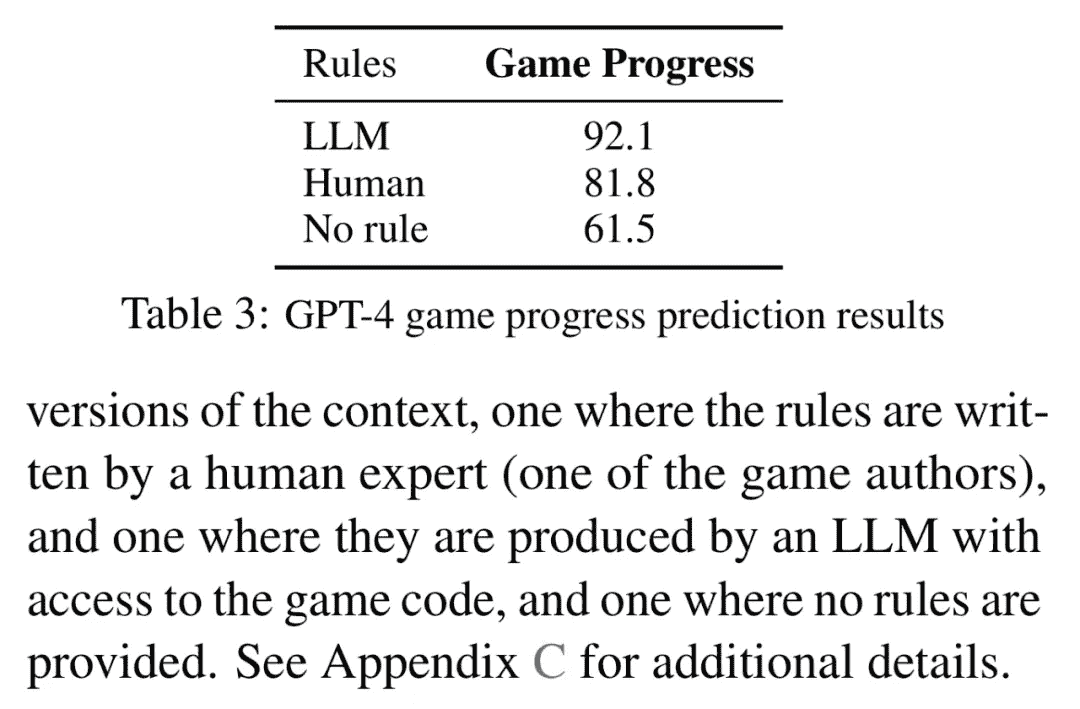 Rules Game Progress
LLM 92.1
Human 81.8
No rule 61.5
Table 3: GPT-4 game progress prediction results
versions of the context, one where the rules are writ-
ten by a human expert (one of the game authors),
and one where they are produced by an LLM with
access to the game code, and one where no rules are
provided. See Appendix C for additional details.